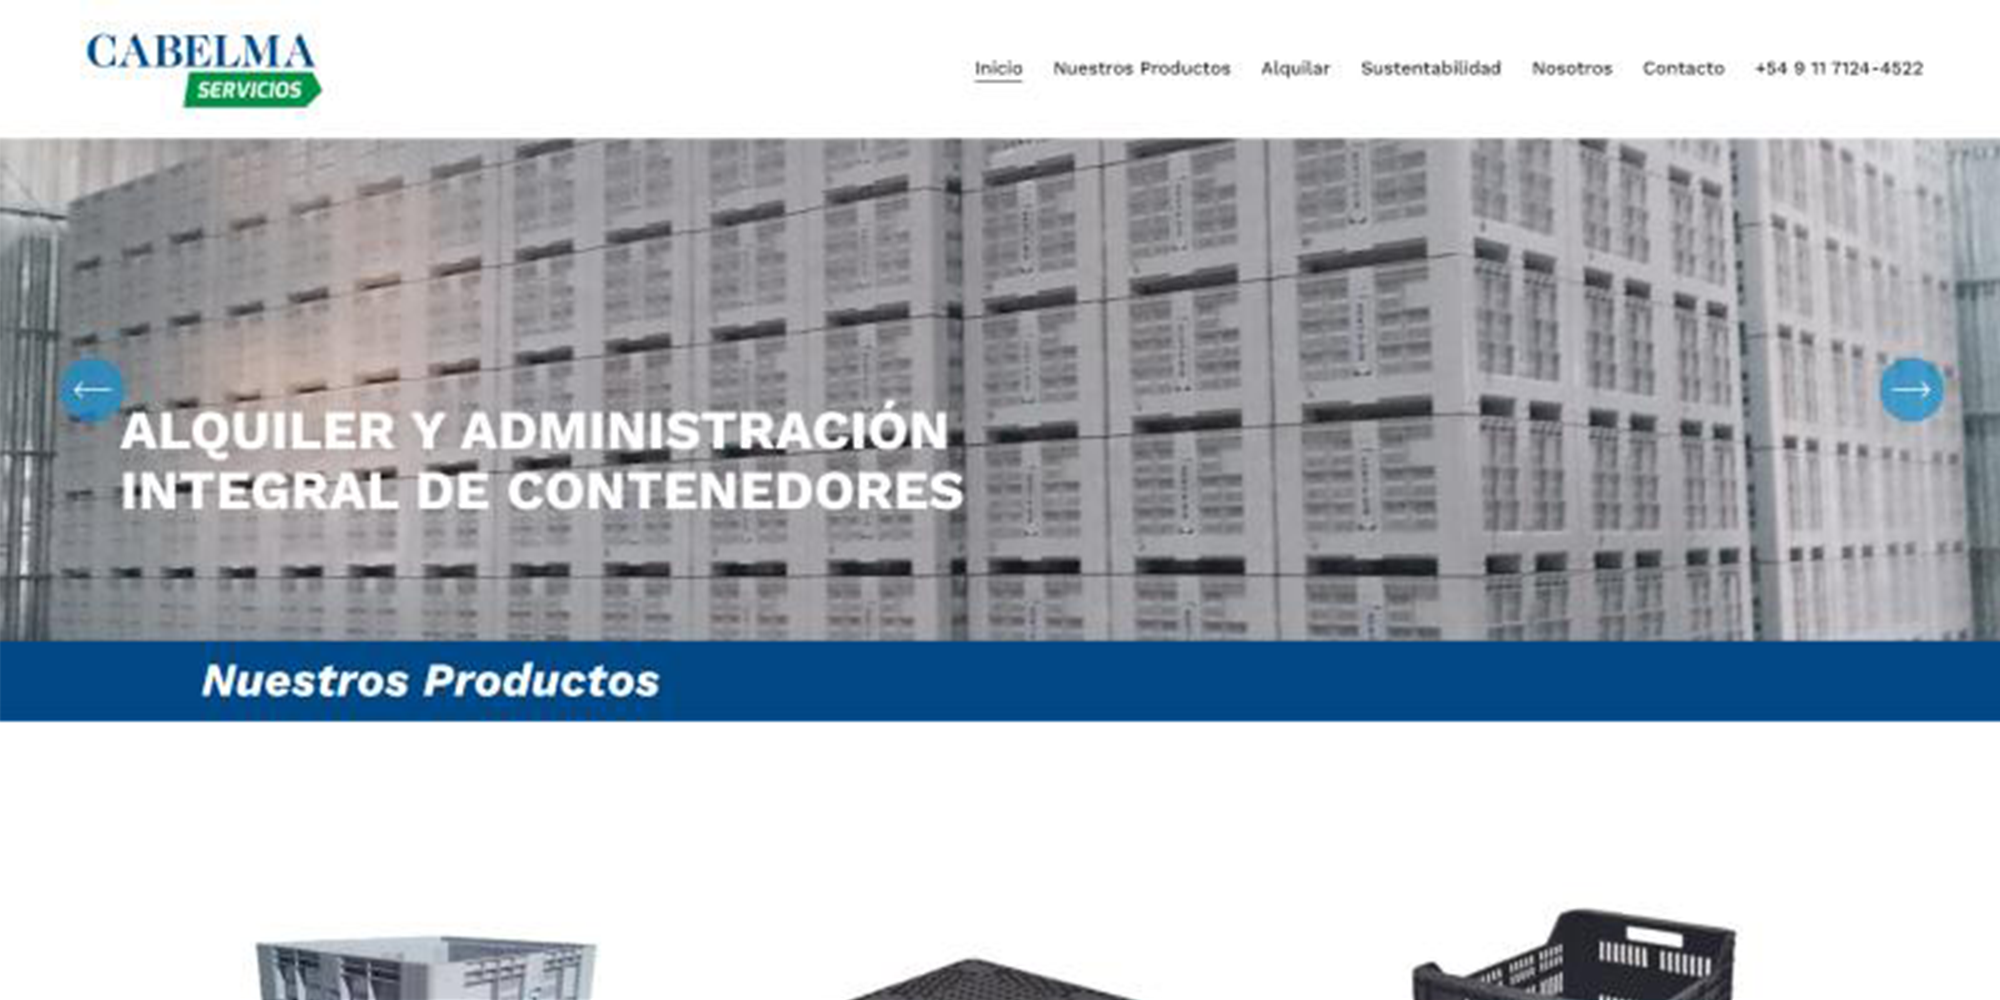 CABELMA
SERVICIOS
Inicio Nuestros Productos Alquilar Sustentabilidad Nosotros Contacto +54 9 11 7124-4522
ALQUILER Y ADMINISTRACIÓN
INTEGRAL DE CONTENEDORES
Nuestros Productos